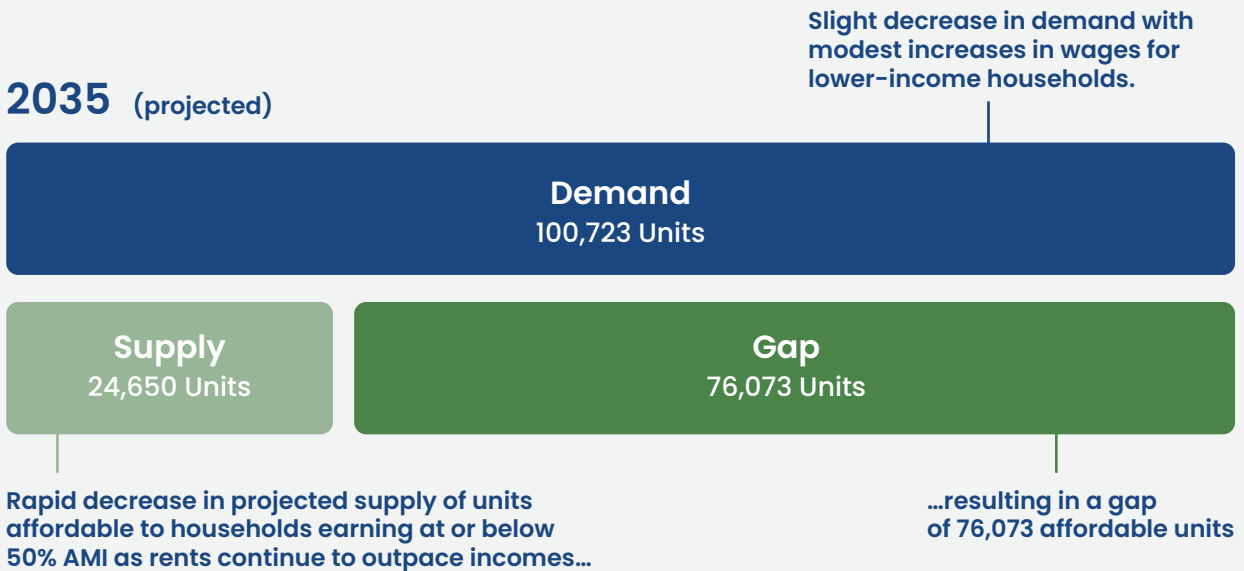 Slight decrease in demand with
modest increases in wages for
lower-income households.
2035 (projected)
Demand
100,723 Units
Supply
24,650 Units
Gap
76,073 Units
Rapid decrease in projected supply of units
affordable to households earning at or below
50% AMI as rents continue to outpace incomes...
...resulting in a gap
of 76,073 affordable units